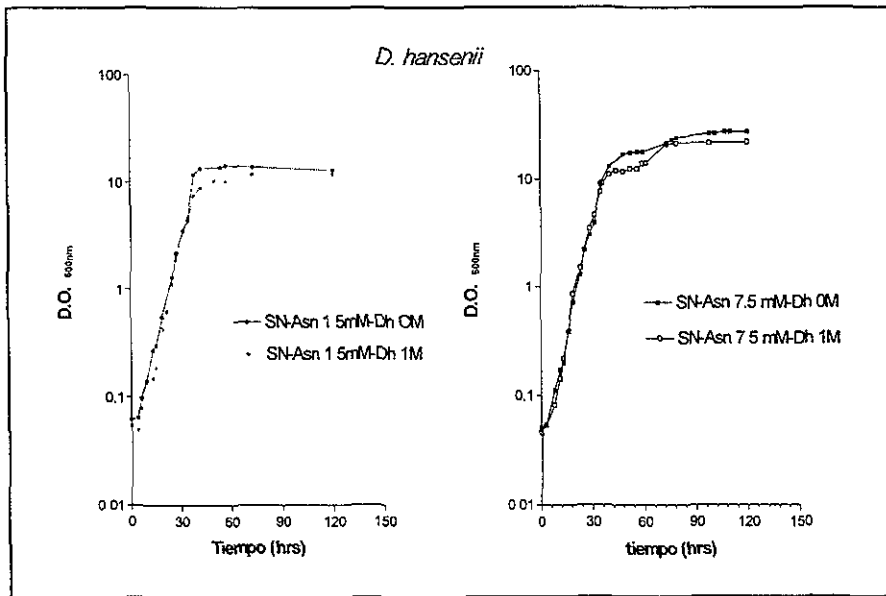 D. hansenii
100
10
1
0.1
0.01
D.O. 600nm
SN-Asn 1 5mM-Dh 0M
SN-Asn 1 5mM-Dh 1M
0 30 60 90 120 150
Tiempo (hrs)
100
10
1
0.1
0.01
D.O. 600nm
SN-Asn 7.5 mM-Dh 0M
SN-Asn 7 5 mM-Dh 1M
0 30 60 90 120 150
tiempo (hrs)